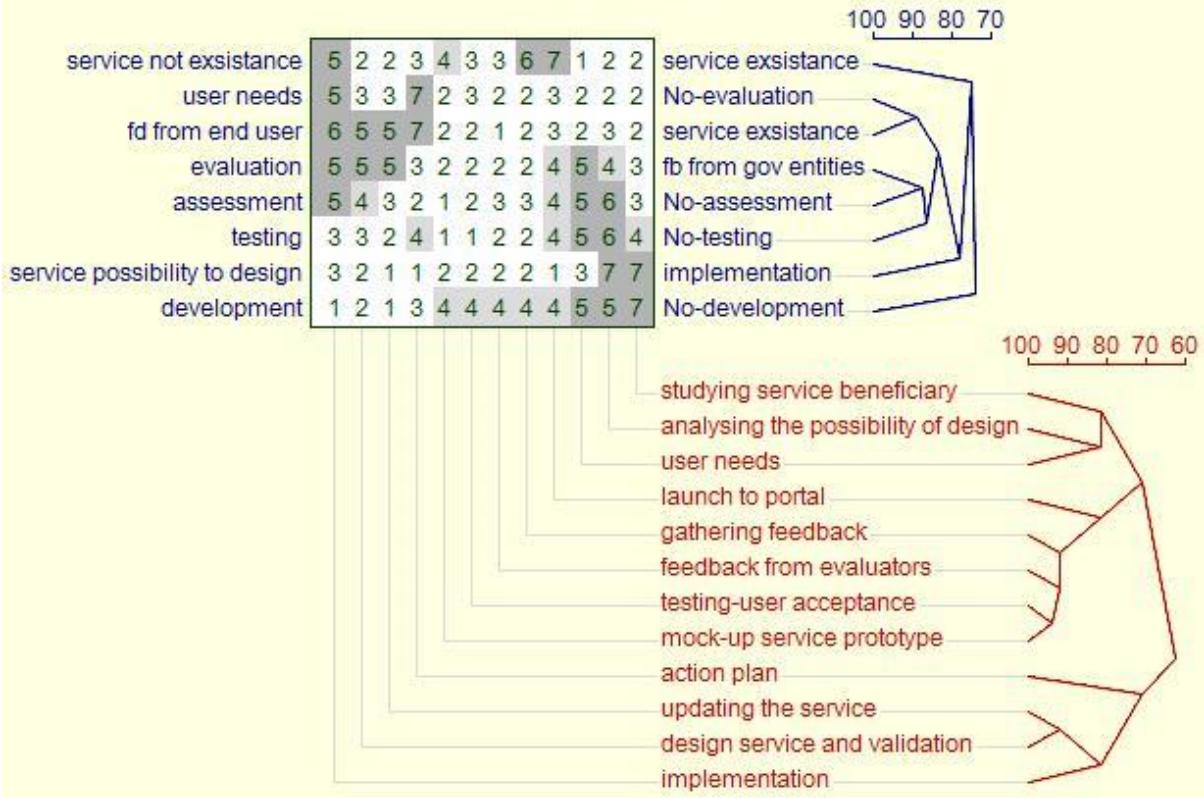 100 90 80 70
service not exsistance 5 2 2 3 4 3 3 6 7 1 2 2 service exsistance
user needs 5 3 3 7 2 3 2 2 3 2 2 2 No-evaluation
fd from end user 6 5 5 7 2 2 1 2 3 2 3 2 service exsistance
evaluation 5 5 5 3 2 2 2 2 4 5 4 3 fb from gov entities
assessment 5 4 3 2 1 2 3 3 4 5 6 3 No-assessment
testing 3 3 2 4 1 1 2 2 4 5 6 4 No-testing
service possibility to design 3 2 1 1 2 2 2 2 1 3 7 7 implementation
development 1 2 1 3 4 4 4 4 4 5 5 7 No-development
100 90 80 70 60
studying service beneficiary
analysing the possibility of design
user needs
launch to portal
gathering feedback
feedback from evaluators
testing-user acceptance
mock-up service prototype
action plan
updating the service
design service and validation
implementation